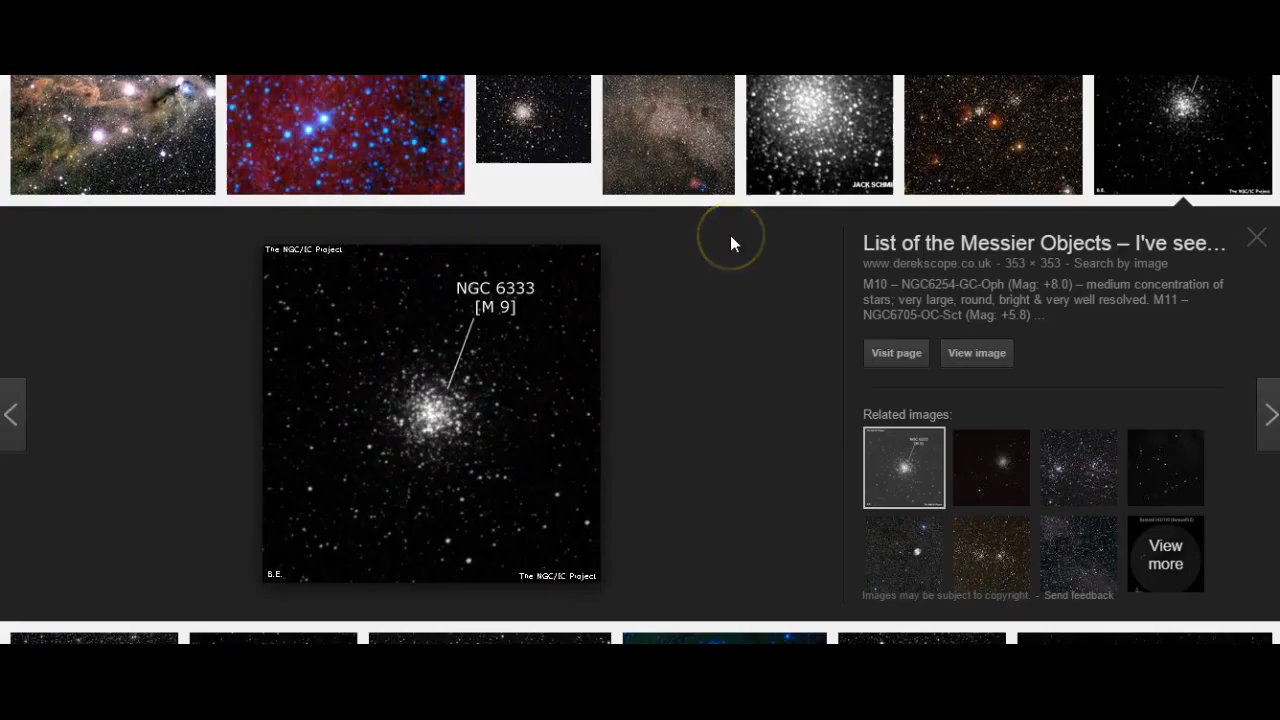 JACK SCHMI
B.E.
The NGC/IC Project
The NGC/IC Project
NGC 6333
[M 9]
B.E.
The NGC/IC Project
List of the Messier Objects – I've see…
www.derekscope.co.uk - 353 × 353 - Search by image
M10 – NGC6254-GC-Oph (Mag: +8.0) – medium concentration of
stars; very large, round, bright & very well resolved. M11 –
NGC6705-OC-Sct (Mag: +5.8) ...
Visit page
View image
Related images:
View
more
Images may be subject to copyright. - Send feedback